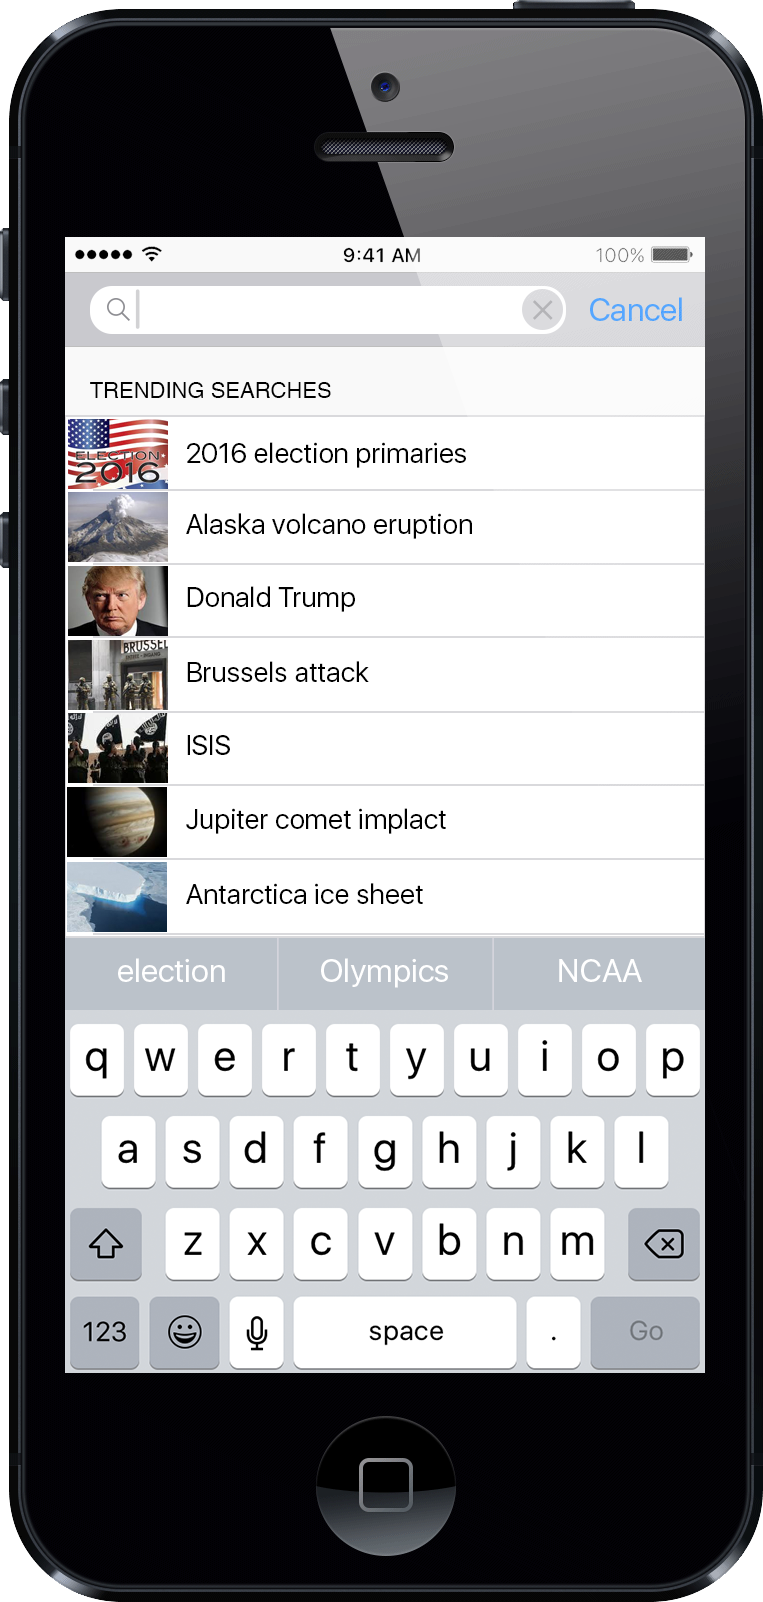 9:41 AM 100%
Cancel
TRENDING SEARCHES
ELECTION
2016
2016 election primaries
Alaska volcano eruption
Donald Trump
BRUSSEL
Brussels attack
ISIS
Jupiter comet implact
Antarctica ice sheet
election Olympics NCAA
q w e r t y u i o p
a s d f g h j k l
z x c v b n m
123 space . Go